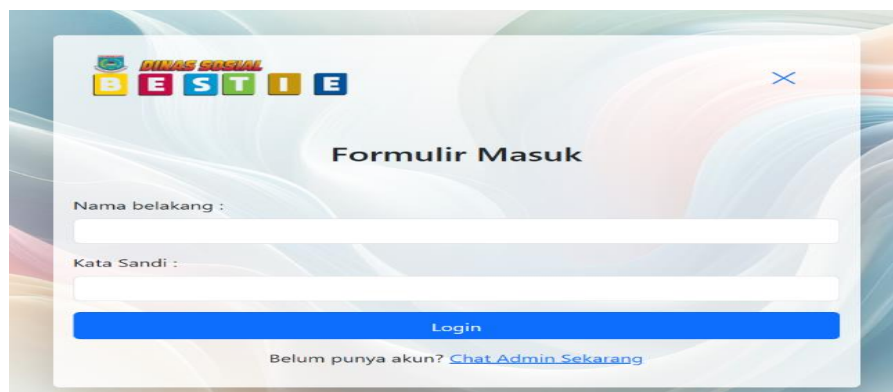 DINAS SOSIAL
BESTIE
Formulir Masuk
Nama belakang :
Kata Sandi :
Login
Belum punya akun? Chat Admin Sekarang